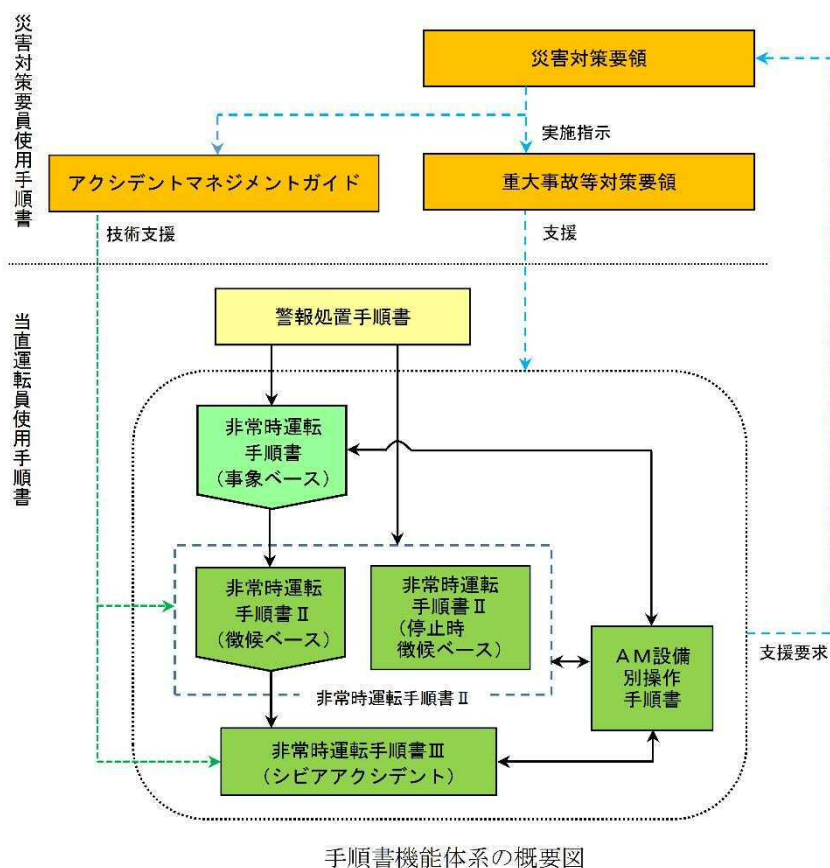 災害対策要員使用手順書
災害対策要領
実施指示
アクシデントマネジメントガイド
重大事故等対策要領
技術支援
支援
当直運転員使用手順書
警報処置手順書
非常時運転
手順書
（事象ベース）
非常時運転
手順書Ⅱ
（徴候ベース）
非常時運転
手順書Ⅱ
（停止時
徴候ベース）
非常時運転手順書Ⅱ
ＡＭ設備
別操作
手順書
支援要求
非常時運転手順書Ⅲ
（シビアアクシデント）
手順書機能体系の概要図